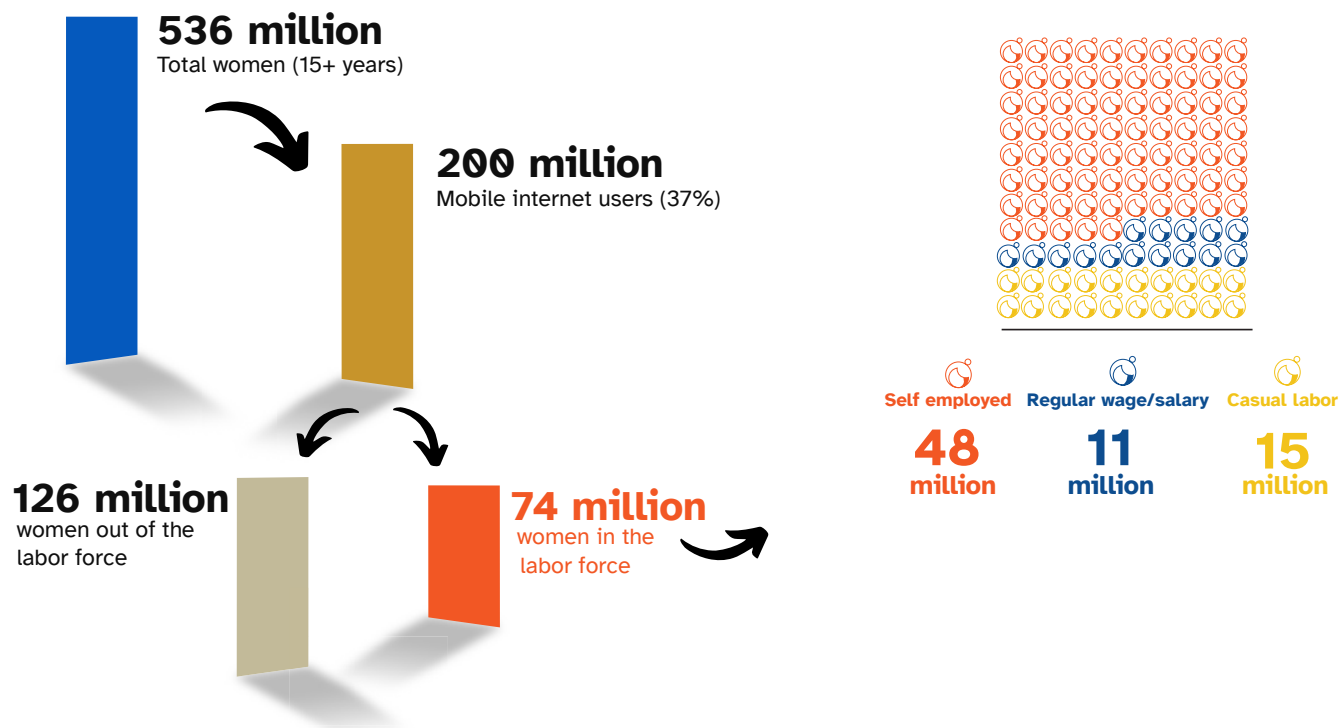 536 million
Total women (15+ years)
200 million
Mobile internet users (37%)
126 million
women out of the
labor force
74 million
women in the
labor force
Self employed
48
million
Regular wage/salary
11
million
Casual labor
15
million